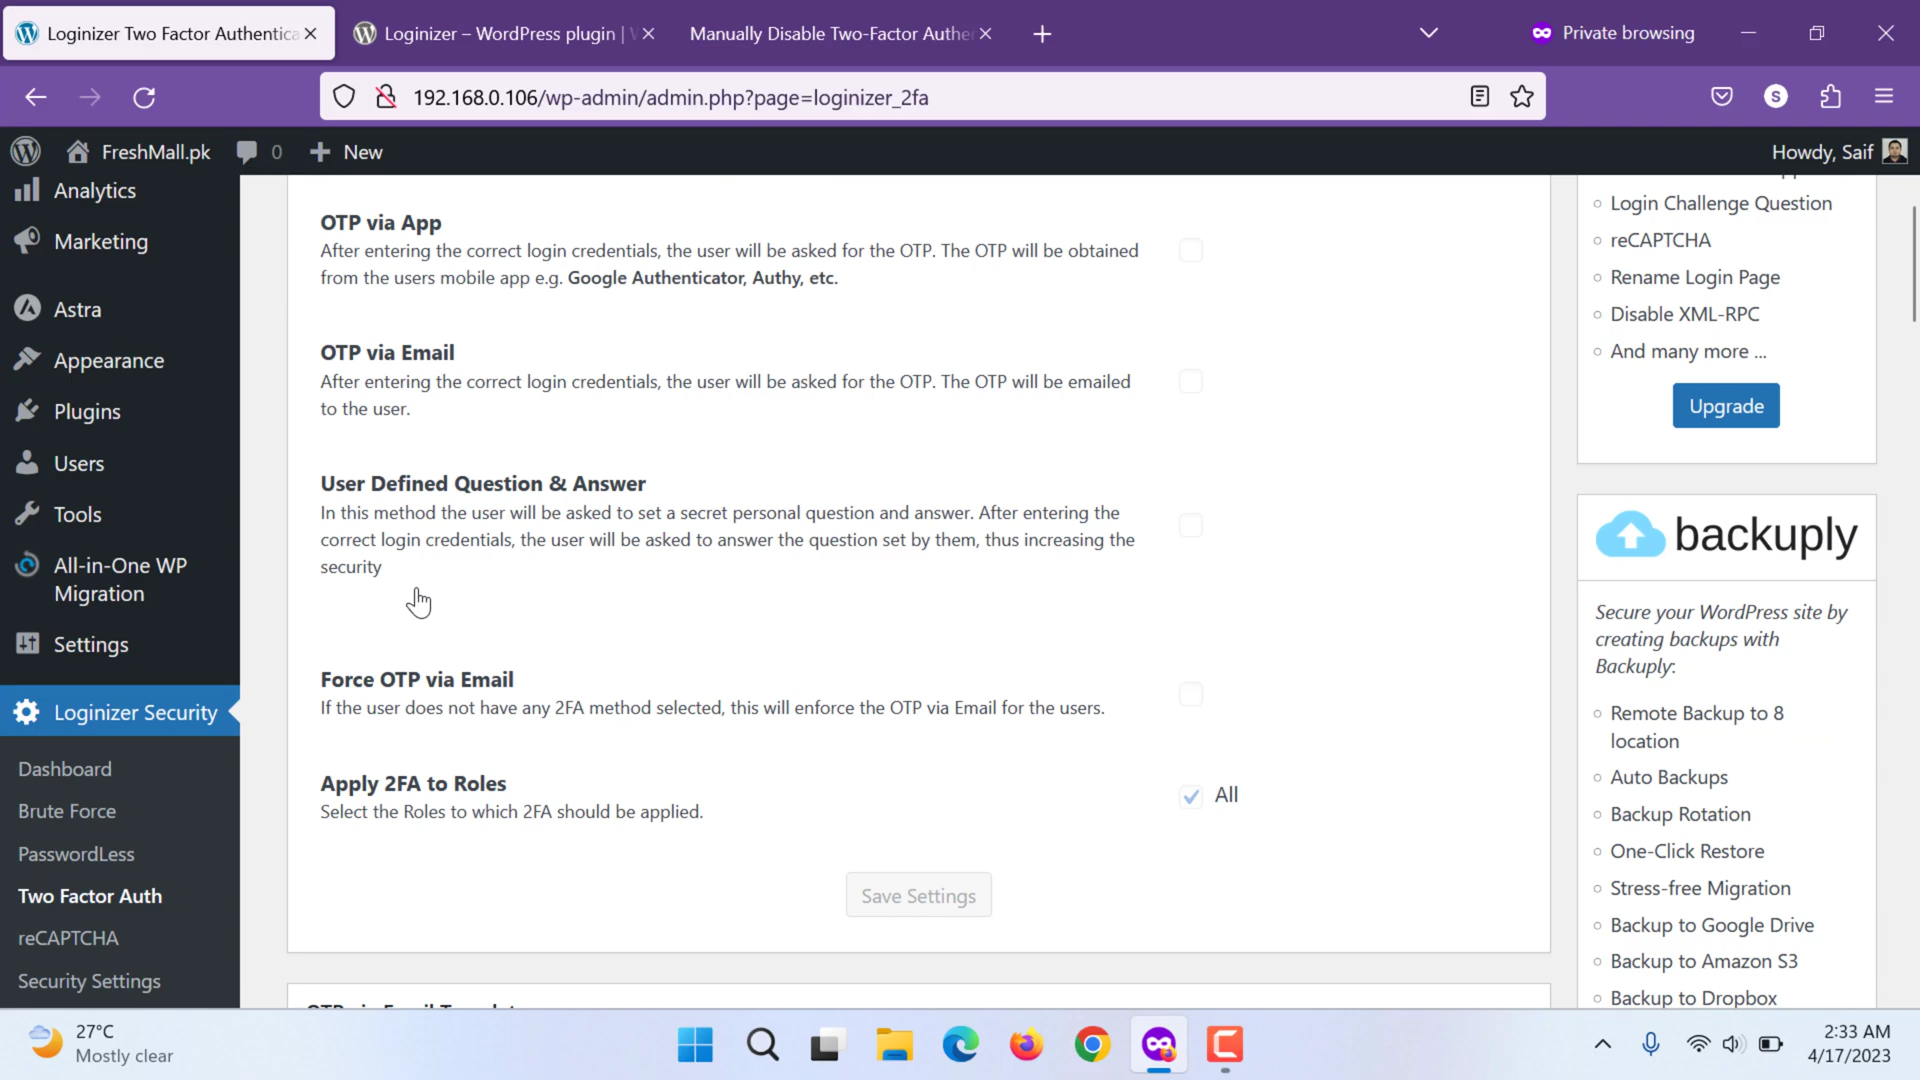 Loginizer Two Factor Authentica
Loginizer – WordPress plugin |
Manually Disable Two-Factor Authe
Private browsing
192.168.0.106/wp-admin/admin.php?page=loginizer_2fa
S
FreshMall.pk
0
New
Howdy, Saif
Analytics
Marketing
Astra
Appearance
Plugins
Users
Tools
All-in-One WP
Migration
Settings
Loginizer Security
Dashboard
Brute Force
PasswordLess
Two Factor Auth
reCAPTCHA
Security Settings
OTP via App
After entering the correct login credentials, the user will be asked for the OTP. The OTP will be obtained
from the users mobile app e.g. Google Authenticator, Authy, etc.
OTP via Email
After entering the correct login credentials, the user will be asked for the OTP. The OTP will be emailed
to the user.
User Defined Question & Answer
In this method the user will be asked to set a secret personal question and answer. After entering the
correct login credentials, the user will be asked to answer the question set by them, thus increasing the
security
Force OTP via Email
If the user does not have any 2FA method selected, this will enforce the OTP via Email for the users.
Apply 2FA to Roles
Select the Roles to which 2FA should be applied.
All
Save Settings
OTP via Email Template
Login Challenge Question
reCAPTCHA
Rename Login Page
Disable XML-RPC
And many more ...
Upgrade
backuply
Secure your WordPress site by
creating backups with
Backuply:
Remote Backup to 8
location
Auto Backups
Backup Rotation
One-Click Restore
Stress-free Migration
Backup to Google Drive
Backup to Amazon S3
Backup to Dropbox
27°C
Mostly clear
2:33 AM
4/17/2023